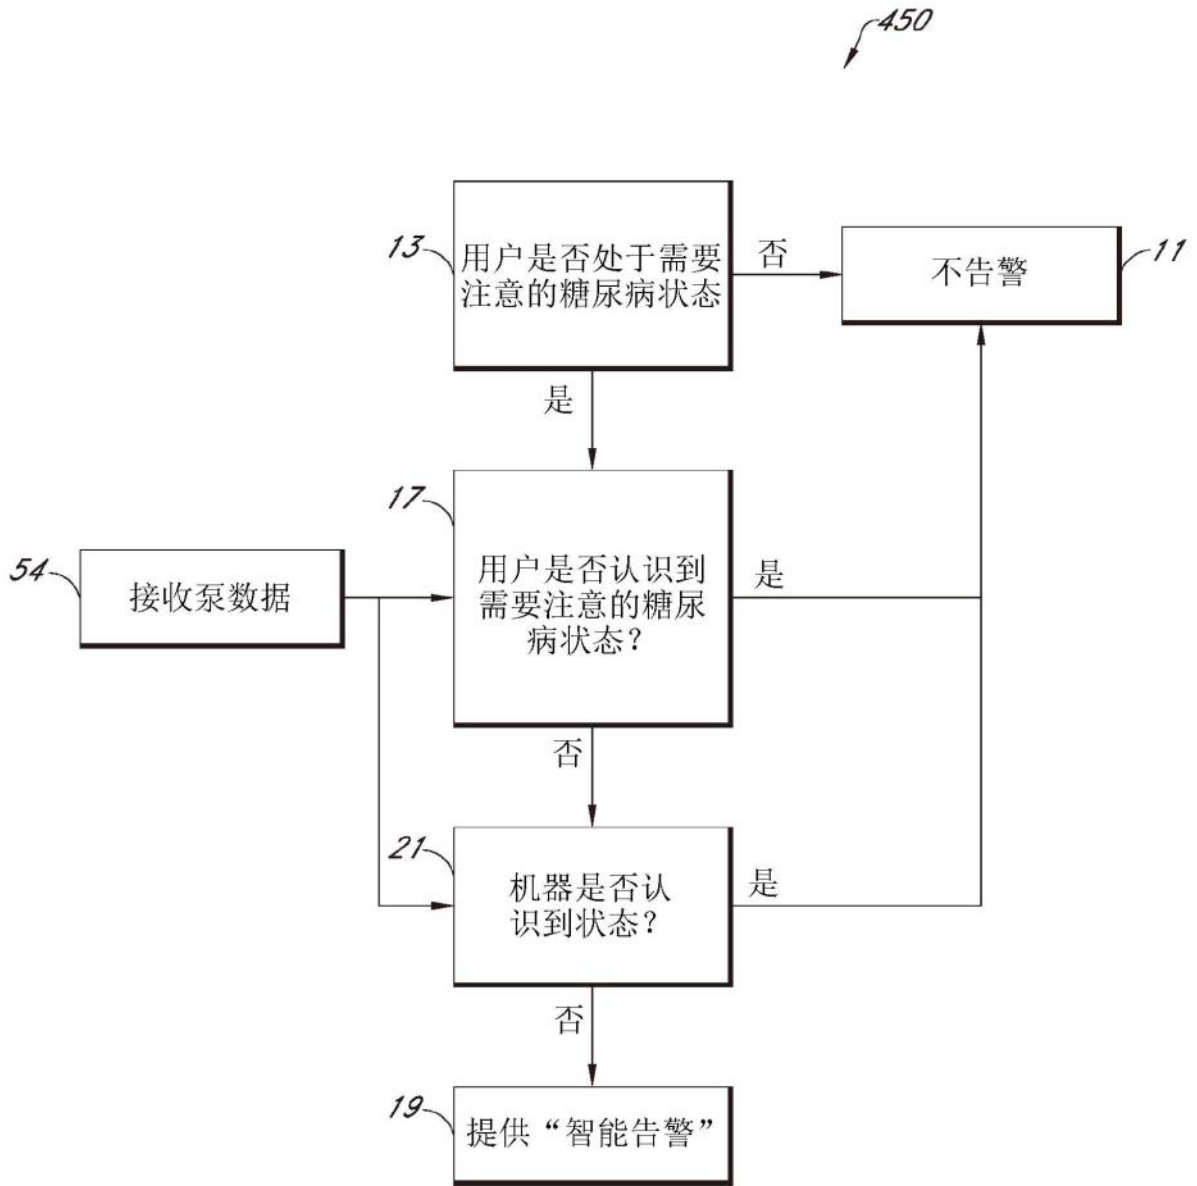 450
13
用户是否处于需要
注意的糖尿病状态
否
不告警
11
是
17
用户是否认识到
需要注意的糖尿
病状态？
是
54
接收泵数据
否
21
机器是否认
识到状态？
是
否
19
提供“智能告警”